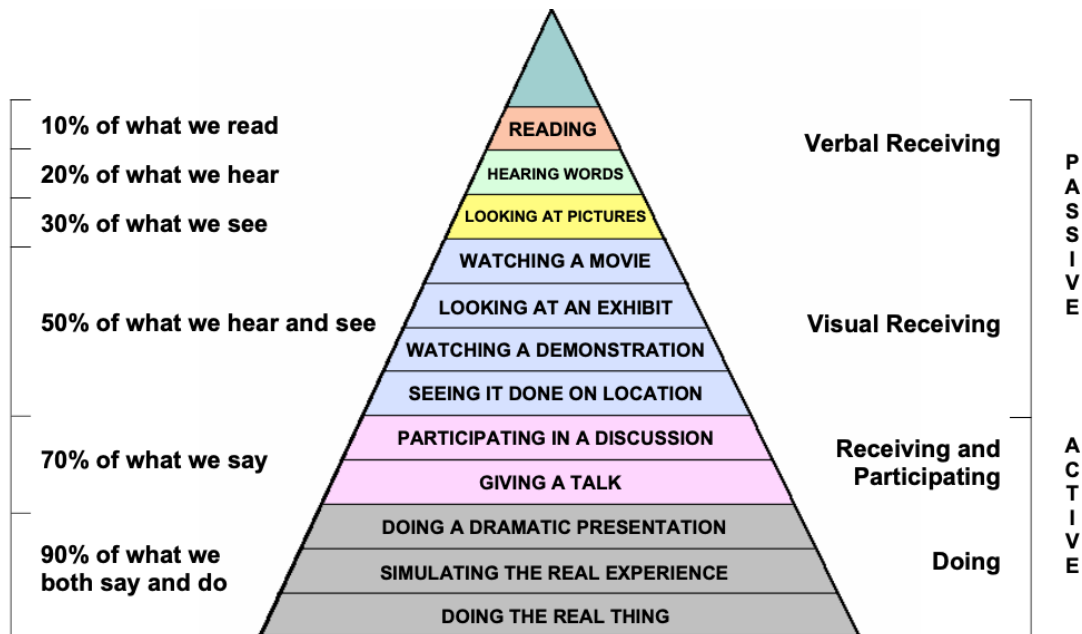 10% of what we read
20% of what we hear
30% of what we see
50% of what we hear and see
70% of what we say
90% of what we
both say and do
READING
HEARING WORDS
LOOKING AT PICTURES
WATCHING A MOVIE
LOOKING AT AN EXHIBIT
WATCHING A DEMONSTRATION
SEEING IT DONE ON LOCATION
PARTICIPATING IN A DISCUSSION
GIVING A TALK
DOING A DRAMATIC PRESENTATION
SIMULATING THE REAL EXPERIENCE
DOING THE REAL THING
Verbal Receiving
Visual Receiving
Receiving and
Participating
Doing
PASSIVE
ACTIVE